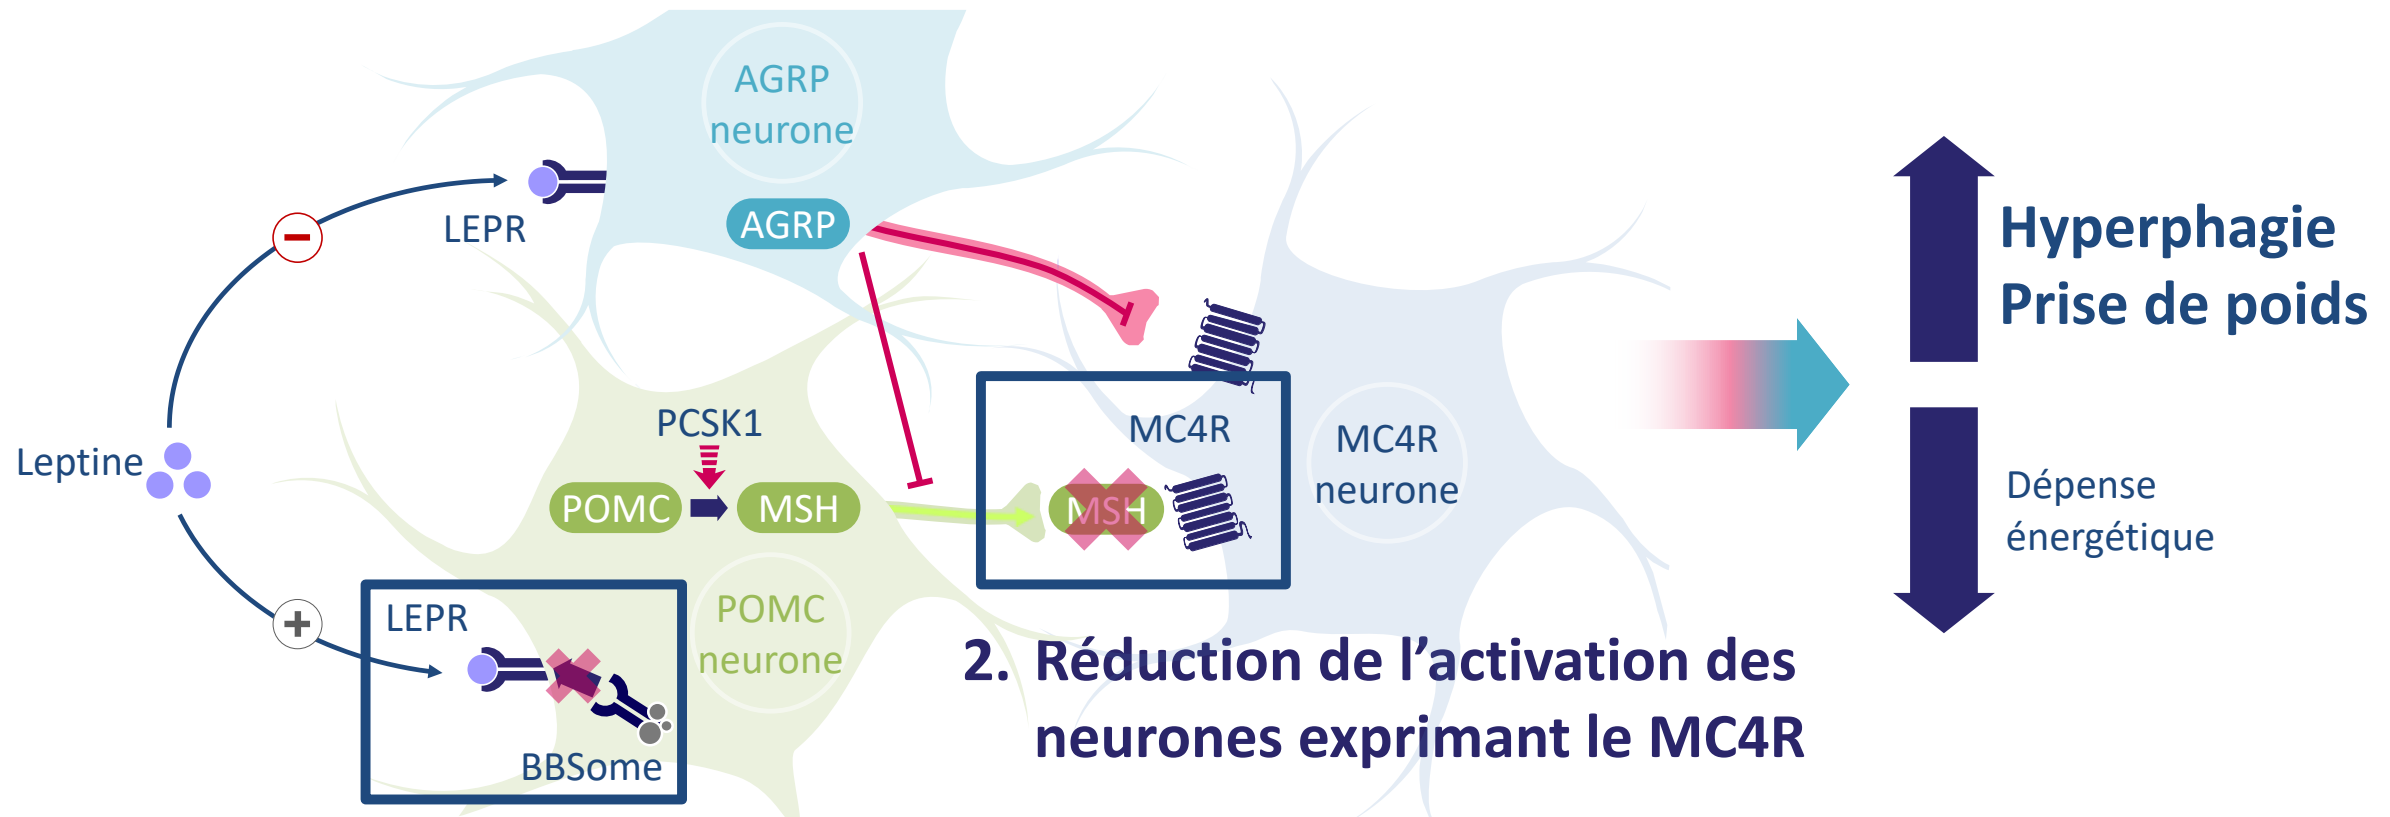 AGRP
neurone
AGRP
LEPR
Hyperphagie
Prise de poids
PCSK1
MC4R
MC4R
neurone
Leptine
POMC
MSH
MSH
Dépense
énergétique
LEPR
POMC
neurone
BBSome
2. Réduction de l’activation des
neurones exprimant le MC4R